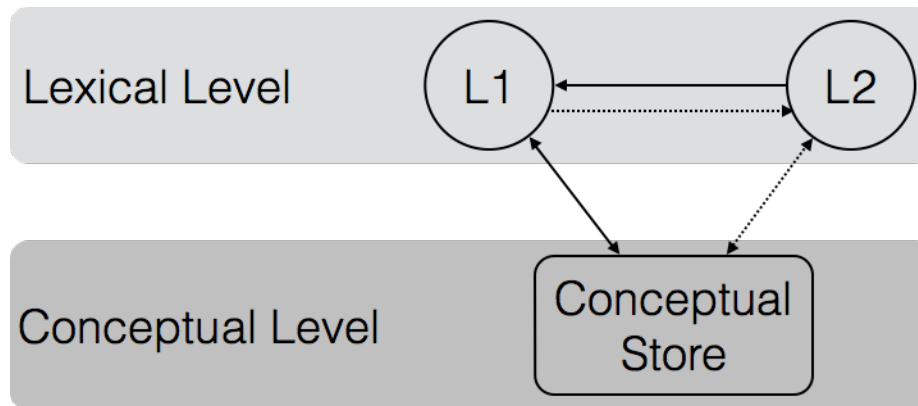 Lexical Level
L1
L2
Conceptual Level
Conceptual
Store